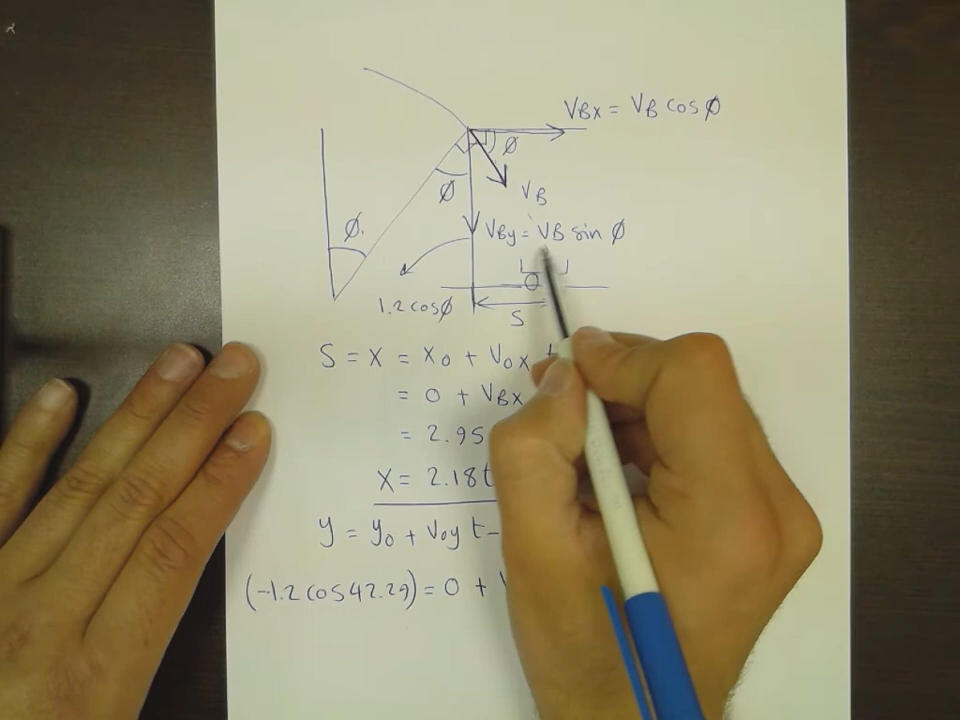 VBx = VB cos Ø
Ø
Ø
VB
Ø.
VBy = VB sin Ø
1.2 cosø
S
S = X = X0 + V0x t
= 0 + VBx
= 2.95
X = 2.18t
y = y0 + V0y t -
(-1.2 cos 42.29) = 0 +